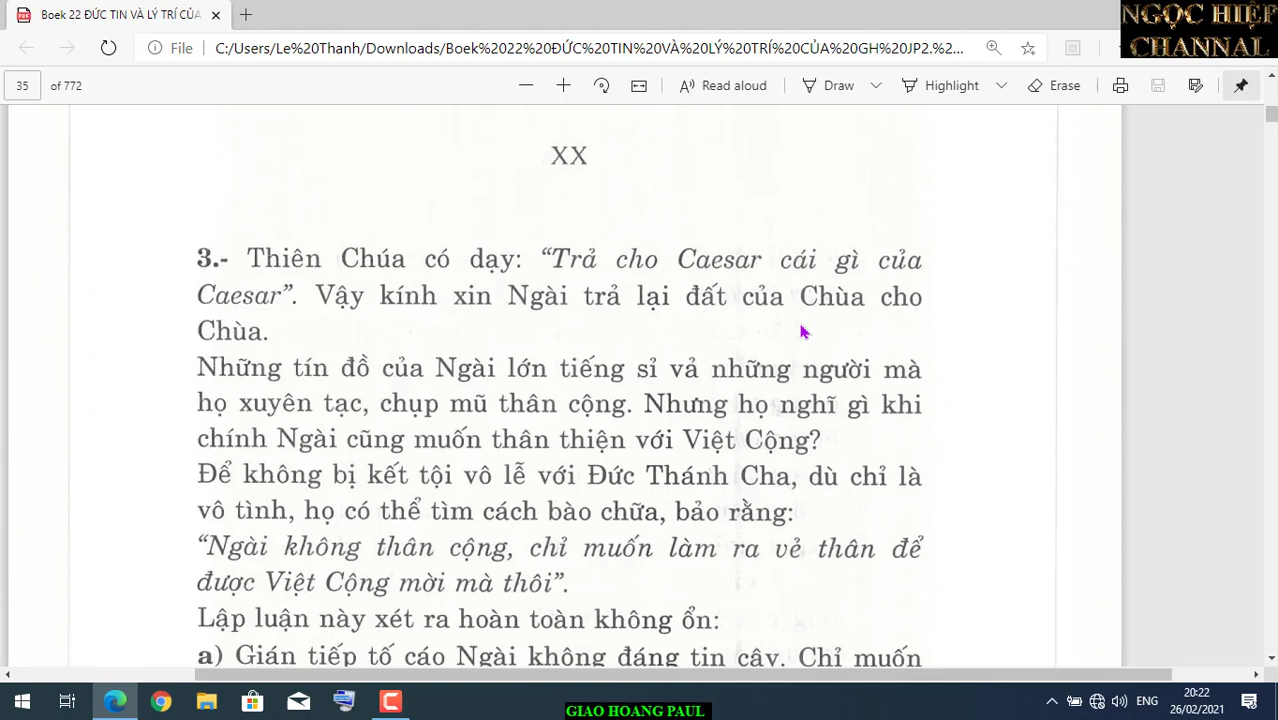 Boek 22 ĐỨC TIN VÀ LÝ TRÍ CỦA
NGỌC HIỆP
CHANNAL
File
C:/Users/Le%20Thanh/Downloads/Boek%2022%20ĐỨC%20TIN%20VÀ%20LÝ%20TRÍ%20CỦA%20GH%20JP2.%...
35 of 772
Read aloud
Draw
Highlight
Erase
XX
3.- Thiên Chúa có dạy: “Trả cho Caesar cái gì của
Caesar”. Vậy kính xin Ngài trả lại đất của Chùa cho
Chùa.
Những tín đồ của Ngài lớn tiếng sỉ vả những người mà
họ xuyên tạc, chụp mũ thân cộng. Nhưng họ nghĩ gì khi
chính Ngài cũng muốn thân thiện với Việt Cộng?
Để không bị kết tội vô lễ với Đức Thánh Cha, dù chỉ là
vô tình, họ có thể tìm cách bào chữa, bảo rằng:
“Ngài không thân cộng, chỉ muốn làm ra vẻ thân để
được Việt Cộng mời mà thôi”.
Lập luận này xét ra hoàn toàn không ổn:
a) Gián tiếp tố cáo Ngài không đáng tin cậy. Chỉ muốn
ENG
20:22
26/02/2021
GIAO HOANG PAUL